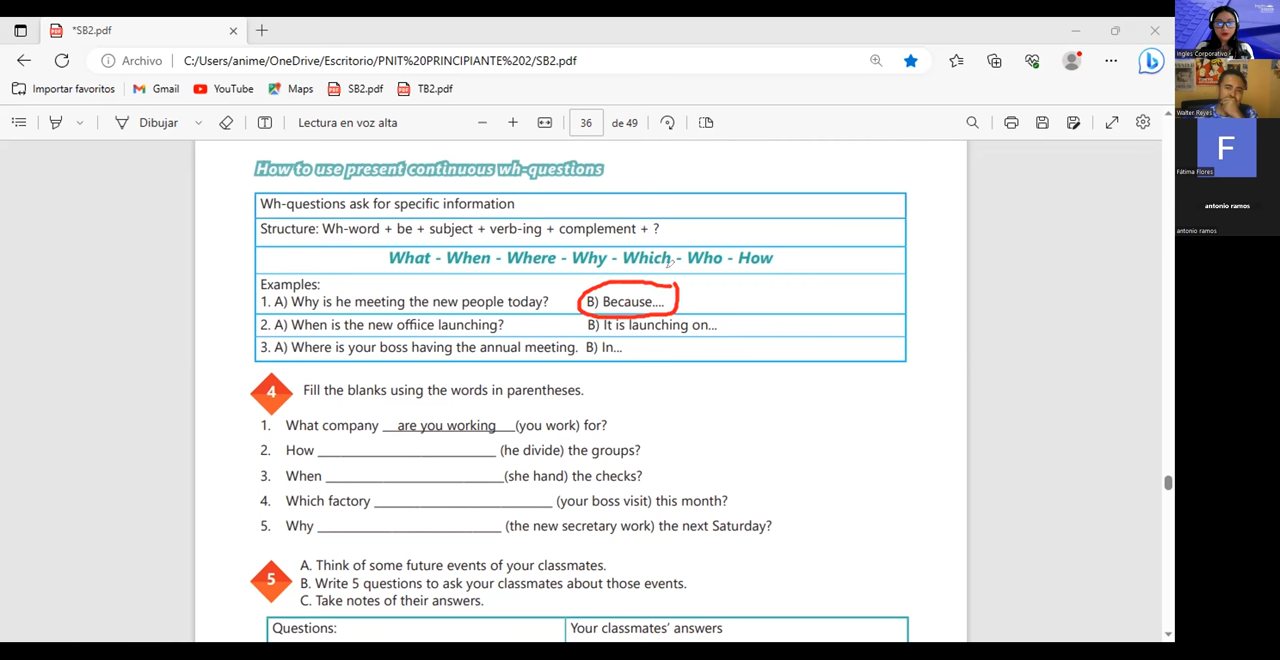 *SB2.pdf
Archivo
C:/Users/anime/OneDrive/Escritorio/PNIT%20PRINCIPIANTE%202/SB2.pdf
Importar favoritos
Gmail
YouTube
Maps
SB2.pdf
TB2.pdf
Dibujar
Lectura en voz alta
36
de 49
How to use present continuous wh-questions
Wh-questions ask for specific information
Structure: Wh-word + be + subject + verb-ing + complement + ?
What - When - Where - Why - Which - Who - How
Examples:
1. A) Why is he meeting the new people today? B) Because....
2. A) When is the new office launching? B) It is launching on...
3. A) Where is your boss having the annual meeting. B) In...
4 Fill the blanks using the words in parentheses.
1. What company __are you working___(you work) for?
2. How _________________________ (he divide) the groups?
3. When _________________________(she hand) the checks?
4. Which factory _________________________ (your boss visit) this month?
5. Why _________________________ (the new secretary work) the next Saturday?
5
A. Think of some future events of your classmates.
B. Write 5 questions to ask your classmates about those events.
C. Take notes of their answers.
Questions:
Your classmates’ answers
Ingles Corporativo
Walter Reyes
F
Fátima Flores
antonio ramos
antonio ramos